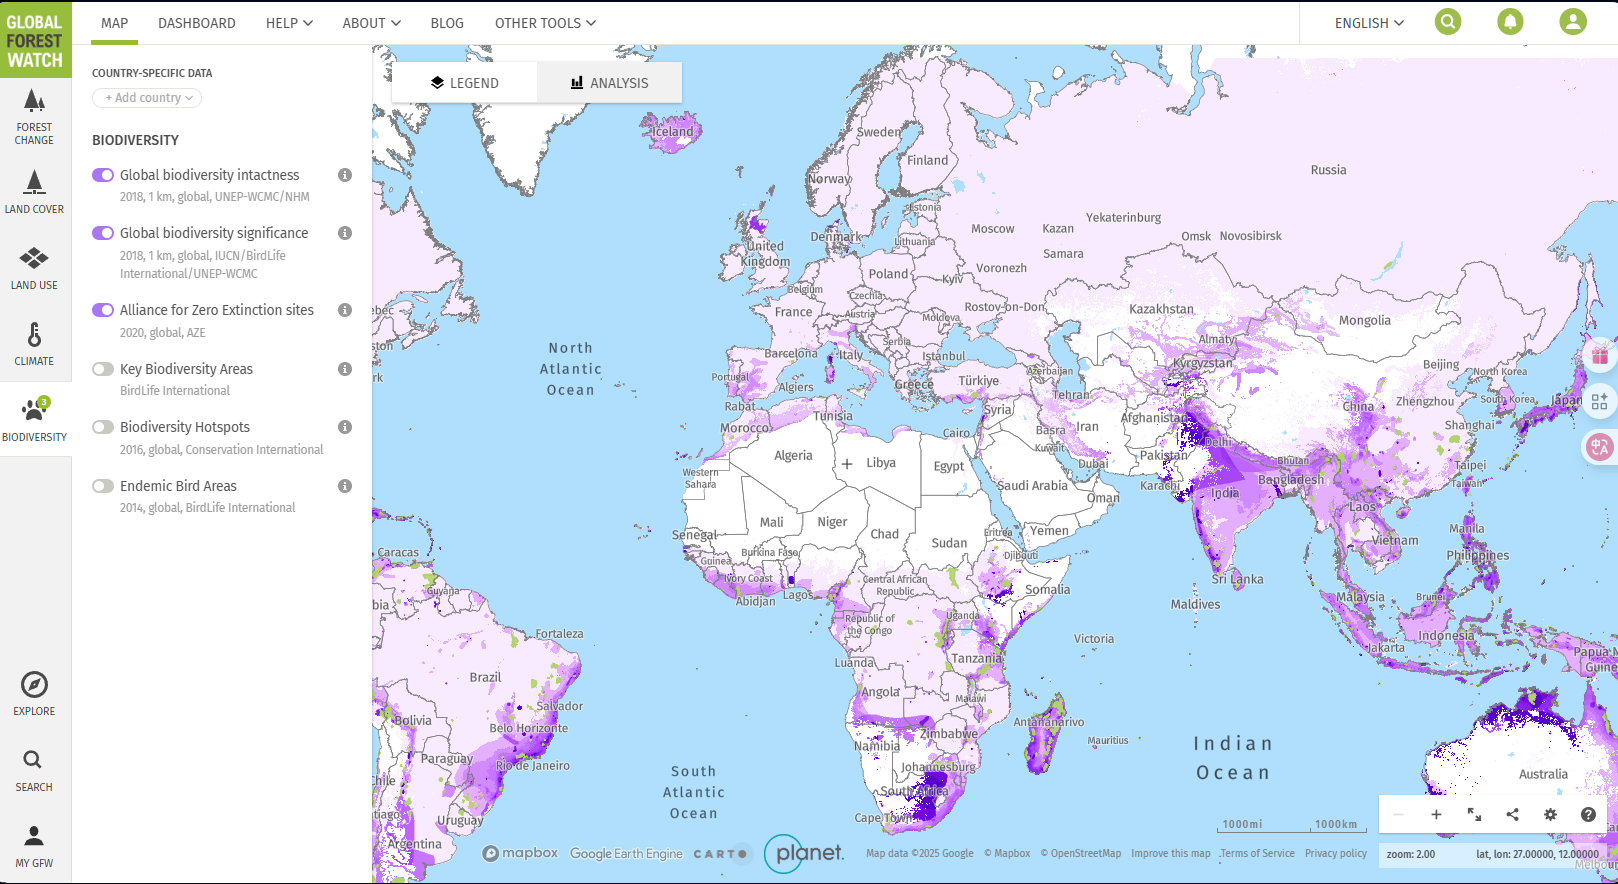 GLOBAL
FOREST
WATCH
MAP
DASHBOARD
HELP
ABOUT
BLOG
OTHER TOOLS
ENGLISH
FOREST
CHANGE
LAND COVER
LAND USE
CLIMATE
3
BIODIVERSITY
EXPLORE
SEARCH
MY GFW
COUNTRY-SPECIFIC DATA
+ Add country
BIODIVERSITY
Global biodiversity intactness
2018, 1 km, global, UNEP-WCMC/NHM
Global biodiversity significance
2018, 1 km, global, IUCN/BirdLife
International/UNEP-WCMC
Alliance for Zero Extinction sites
2020, global, AZE
Key Biodiversity Areas
BirdLife International
Biodiversity Hotspots
2016, global, Conservation International
Endemic Bird Areas
2014, global, BirdLife International
LEGEND
ANALYSIS
Iceland
Sweden
Finland
Norway
Russia
Estonia
Yekaterinburg
Moscow
Kazan
Denmark
Lithuania
Omsk
Novosibirsk
United
Kingdom
Samara
Poland
Voronezh
Kyiv
Belgium
Czechia
ebec
France
Austria
Moldova
Rostov-on-Don
Kazakhstan
Mongolia
ston
Serbia
Almaty
North
Atlantic
Ocean
Barcelona
Italy
Istanbul
Kyrgyzstan
Beijing
rk
Portugal
Algiers
Greece
Türkiye
Azerbaijan
North Korea
Tehran
Rabat
Tunisia
Syria
Afghanistan
China
Zhengzhou
South Korea
Japan
Morocco
Cairo
Basra
Iran
Shanghai
Algeria
Libya
Egypt
Kuwait
Dubai
Pakistan
Delhi
Bhutan
Taipei
Western
Sahara
Saudi Arabia
Oman
Karachi
India
Bangladesh
Taiwan
Laos
Mali
Niger
Chad
Sudan
Eritrea
Yemen
Manila
Senegal
Vietnam
Caracas
Burkina Faso
Djibouti
Philippines
Guinea
Ivory Coast
Central African
Republic
Sri Lanka
Guyana
Abidjan
Lagos
Somalia
Maldives
Malaysia
Brunei
bia
Republic of
the Congo
Uganda
Victoria
Indonesia
Fortaleza
Jakarta
Papua N
Guine
Luanda
Tanzania
Brazil
Angola
Malawi
Salvador
Bolivia
Belo Horizonte
Antananarivo
Zimbabwe
Mauritius
Namibia
Indian
Ocean
Paraguay
Rio de Janeiro
Johannesburg
South
Atlantic
Ocean
hile
South Africa
Australia
tiago
Uruguay
Cape Town
Argentina
1000mi
1000km
mapbox
Google Earth Engine
CARTO
planet.
Map data ©2025 Google
© Mapbox
© OpenStreetMap
Improve this map
.Terms of Service
Privacy policy
zoom: 2.00
lat, lon: 27.00000, 12.00000
Melbour